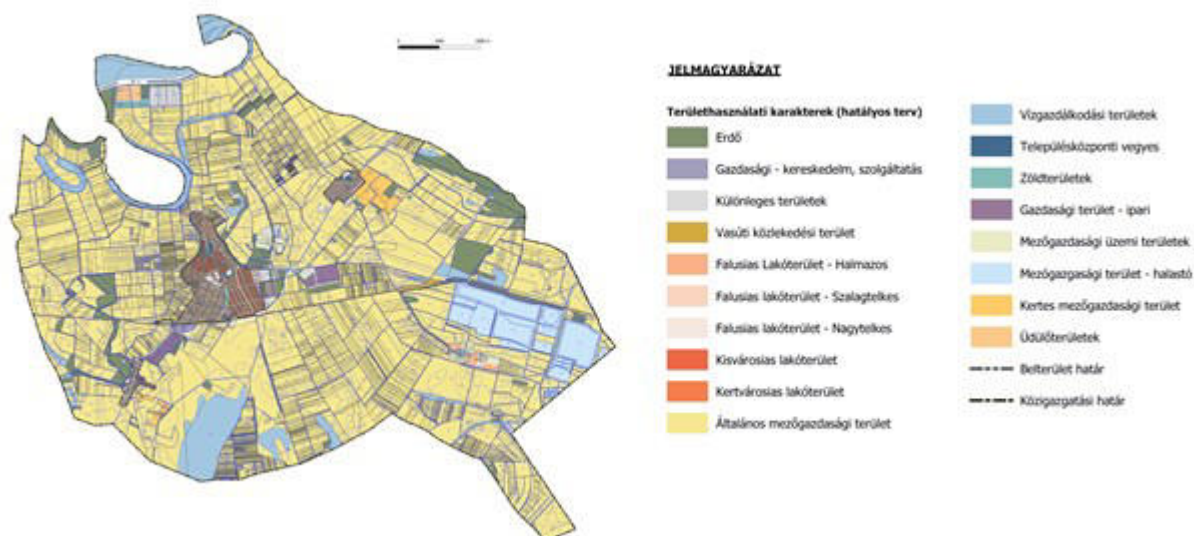 JELMAGYARÁZAT
Területhasználati karakterek (hatályos terv)
Erdő
Gazdasági - kereskedelm, szolgáltatás
Különleges területek
Vasúti közlekedési terület
Falusias Lakóterület - Halmazos
Falusias lakóterület - Szalagtelkes
Falusias lakóterület - Nagytelkes
Kisvárosias lakóterület
Kertvárosias lakóterület
Általános mezőgazdasági terület
Vízgazdálkodási területek
Településközponti vegyes
Zöldterületek
Gazdasági terület - ipari
Mezőgazdasági üzemi területek
Mezőgazgasági terület - halastó
Kertes mezőgazdasági terület
Üdülőterületek
Belterület határ
Közigazgatási határ